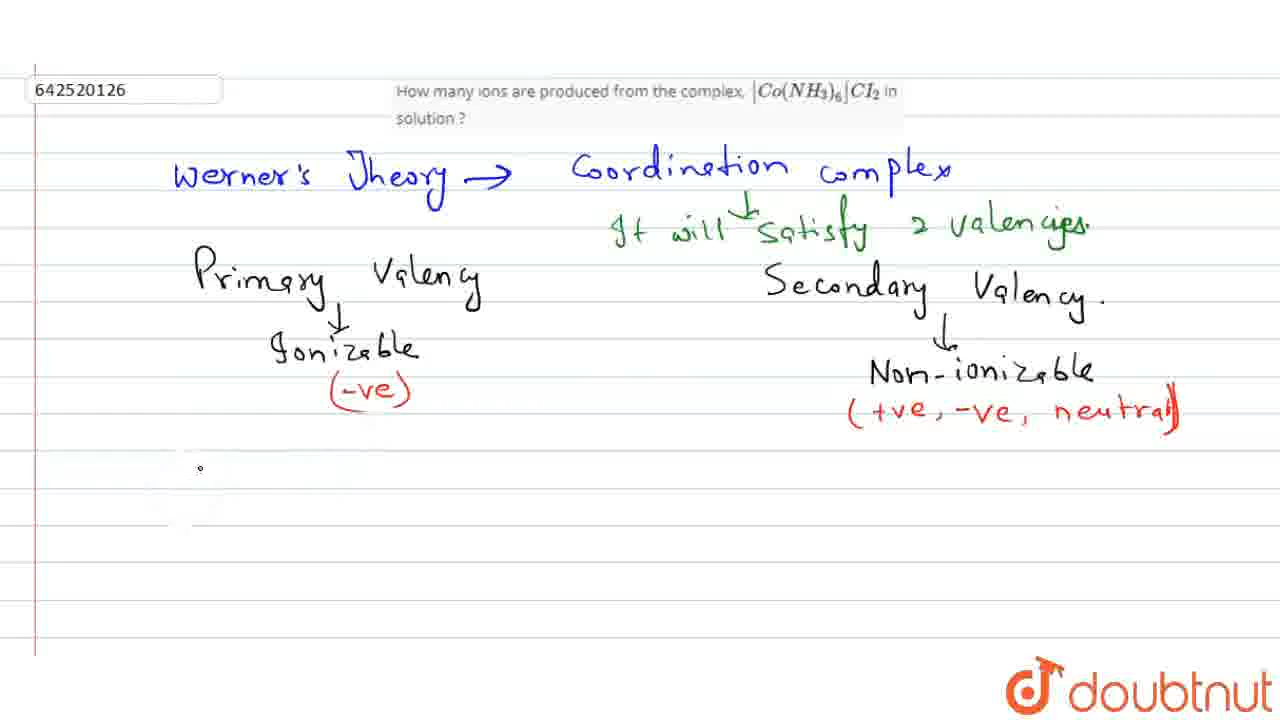 642520126
How many ions are produced from the complex, [Co(NH₃)₆]Cl₂ in
solution ?
Werner's Theory → Coordination complex
↓
It will satisfy 2 valencies.
Primary Valency Secondary Valency.
↓ ↓
Ionizable Non-ionizable
(-ve) (+ve, -ve, neutral)
doubtnut